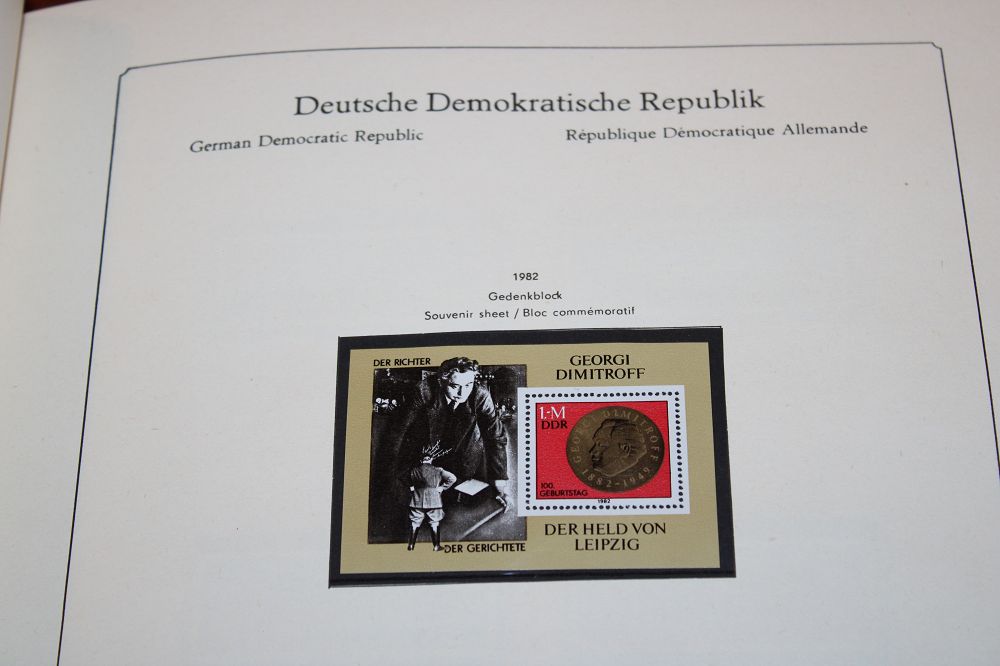 Deutsche Demokratische Republik
German Democratic Republic
République Démocratique Allemande
1982
Gedenkblock
Souvenir sheet / Bloc commémoratif
DER RICHTER
DER GERICHTETE
GEORGI
DIMITROFF
1.-M
DDR
GEORGI DIMITROFF
1882-1949
100.
GEBURTSTAG
1982
DER HELD VON
LEIPZIG